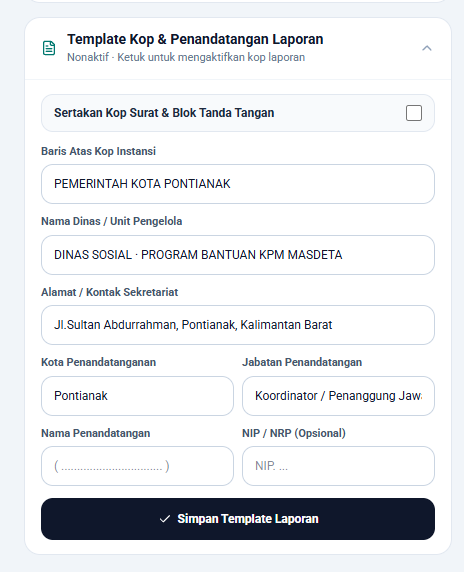 Template Kop & Penandatangan Laporan
Nonaktif · Ketuk untuk mengaktifkan kop laporan
Sertakan Kop Surat & Blok Tanda Tangan
Baris Atas Kop Instansi
PEMERINTAH KOTA PONTIANAK
Nama Dinas / Unit Pengelola
DINAS SOSIAL · PROGRAM BANTUAN KPM MASDETA
Alamat / Kontak Sekretariat
Jl.Sultan Abdurrahman, Pontianak, Kalimantan Barat
Kota Penandatanganan
Jabatan Penandatangan
Pontianak
Koordinator / Penanggung Jawa
Nama Penandatangan
NIP / NRP (Opsional)
( ................................ )
NIP. ...
Simpan Template Laporan